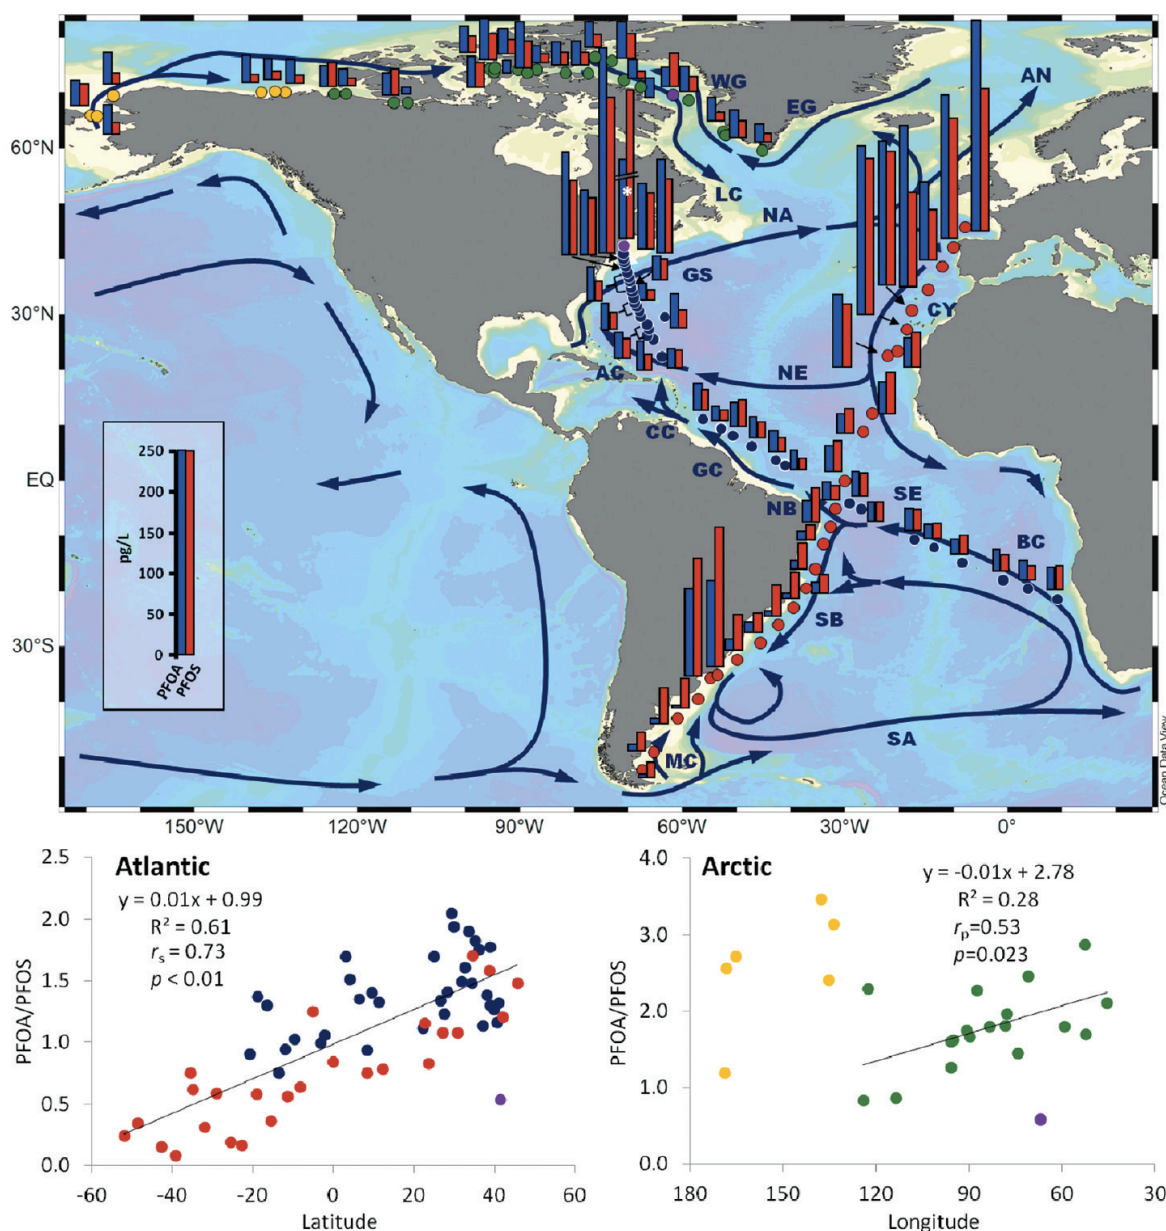 AN
WG
EG
60°N
LC
NA
*
GS
30°N
CY
AC
NE
CC
250
GC
EQ
200
SE
NB
150
pg/L
BC
100
50
30°S
SB
0
PFOA
PFOS
SA
MC
Ocean Data View
150°W
120°W
90°W
60°W
30°W
0°
Atlantic
y = 0.01x + 0.99
R² = 0.61
rs = 0.73
p < 0.01
PFOA/PFOS
2.5
2.0
1.5
1.0
0.5
0.0
-60
-40
-20
0
20
40
60
Latitude
Arctic
y = -0.01x + 2.78
R² = 0.28
rp=0.53
p=0.023
PFOA/PFOS
4.0
3.0
2.0
1.0
0.0
180
150
120
90
60
30
Longitude